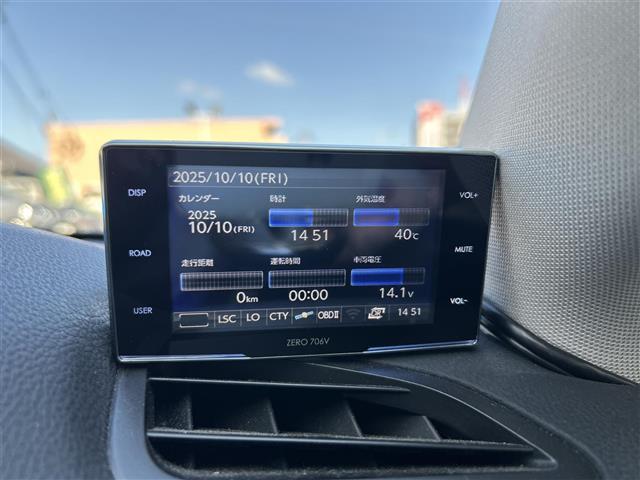 2025/10/10(FRI)
カレンダー 時計 外気温度
2025
10/10(FRI)
14 51 40℃
走行距離 運転時間 車両電圧
0km 00:00 14.1V
LSC LO CTY OBDII 14 51
DISP
ROAD
USER
VOL+
MUTE
VOL-
ZERO 706V